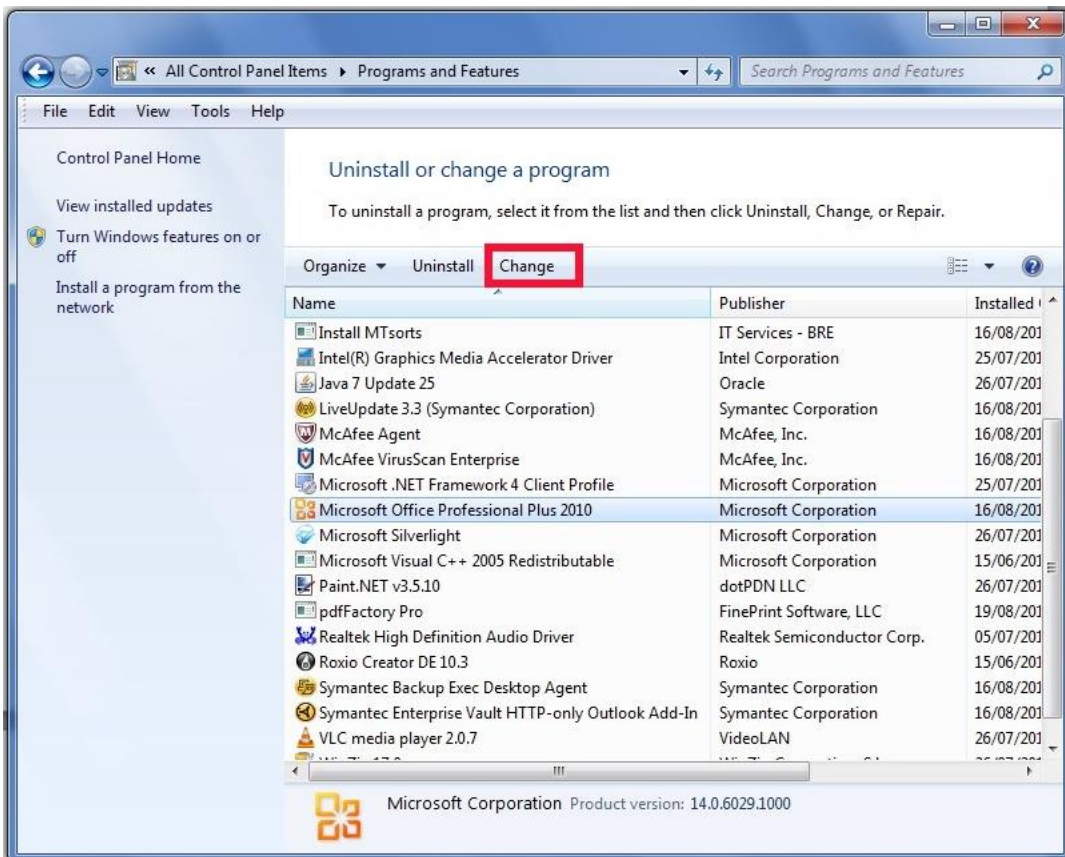 « All Control Panel Items ▸ Programs and Features
Search Programs and Features
File Edit View Tools Help
Control Panel Home
View installed updates
Turn Windows features on or
off
Install a program from the
network
Uninstall or change a program
To uninstall a program, select it from the list and then click Uninstall, Change, or Repair.
Organize Uninstall Change
Name Publisher Installed
Install MTsorts IT Services - BRE 16/08/201
Intel(R) Graphics Media Accelerator Driver Intel Corporation 25/07/201
Java 7 Update 25 Oracle 26/07/201
LiveUpdate 3.3 (Symantec Corporation) Symantec Corporation 16/08/201
McAfee Agent McAfee, Inc. 16/08/201
McAfee VirusScan Enterprise McAfee, Inc. 16/08/201
Microsoft .NET Framework 4 Client Profile Microsoft Corporation 25/07/201
Microsoft Office Professional Plus 2010 Microsoft Corporation 16/08/201
Microsoft Silverlight Microsoft Corporation 26/07/201
Microsoft Visual C++ 2005 Redistributable Microsoft Corporation 15/06/201
Paint.NET v3.5.10 dotPDN LLC 26/07/201
pdfFactory Pro FinePrint Software, LLC 19/08/201
Realtek High Definition Audio Driver Realtek Semiconductor Corp. 05/07/201
Roxio Creator DE 10.3 Roxio 15/06/201
Symantec Backup Exec Desktop Agent Symantec Corporation 16/08/201
Symantec Enterprise Vault HTTP-only Outlook Add-In Symantec Corporation 16/08/201
VLC media player 2.0.7 VideoLAN 26/07/201
Microsoft Corporation Product version: 14.0.6029.1000